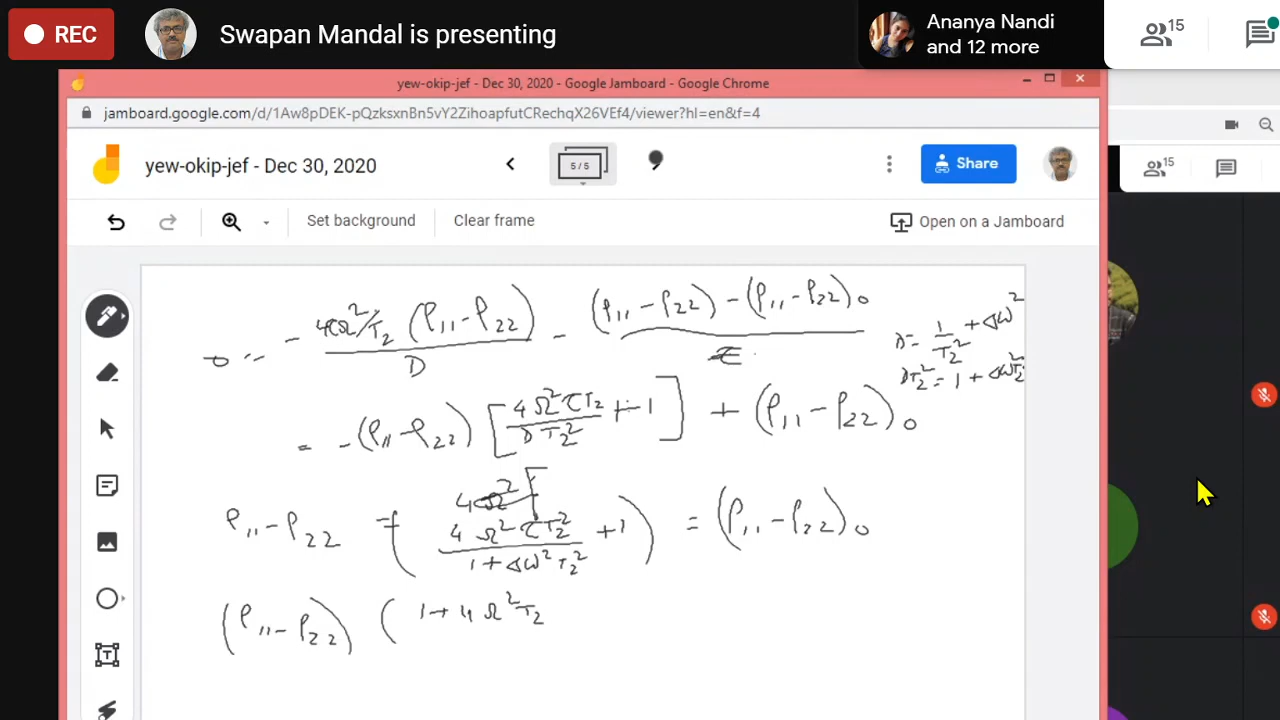 REC
Swapan Mandal is presenting
Ananya Nandi
and 12 more
15
yew-okip-jef - Dec 30, 2020 - Google Jamboard - Google Chrome
jamboard.google.com/d/1Aw8pDEK-pQzksxnBn5vY2ZihoapfutCRechqX26VEf4/viewer?hl=en&f=4
yew-okip-jef - Dec 30, 2020
5 / 5
Share
15
Set background
Clear frame
Open on a Jamboard
0 = - 4Ω²/T₂ (ρ₁₁ - ρ₂₂) / D - (ρ₁₁ - ρ₂₂) - (ρ₁₁ - ρ₂₂)₀ / τ
D = 1/T₂² + Δω²
DT₂² = 1 + Δω²T₂²
= -(ρ₁₁ - ρ₂₂) [4Ω²τT₂ / DT₂² + 1] + (ρ₁₁ - ρ₂₂)₀
ρ₁₁ - ρ₂₂ (4Ω²τT₂² / 1 + Δω²T₂² + 1) = (ρ₁₁ - ρ₂₂)₀
(ρ₁₁ - ρ₂₂) ( 1 + 4Ω²T₂